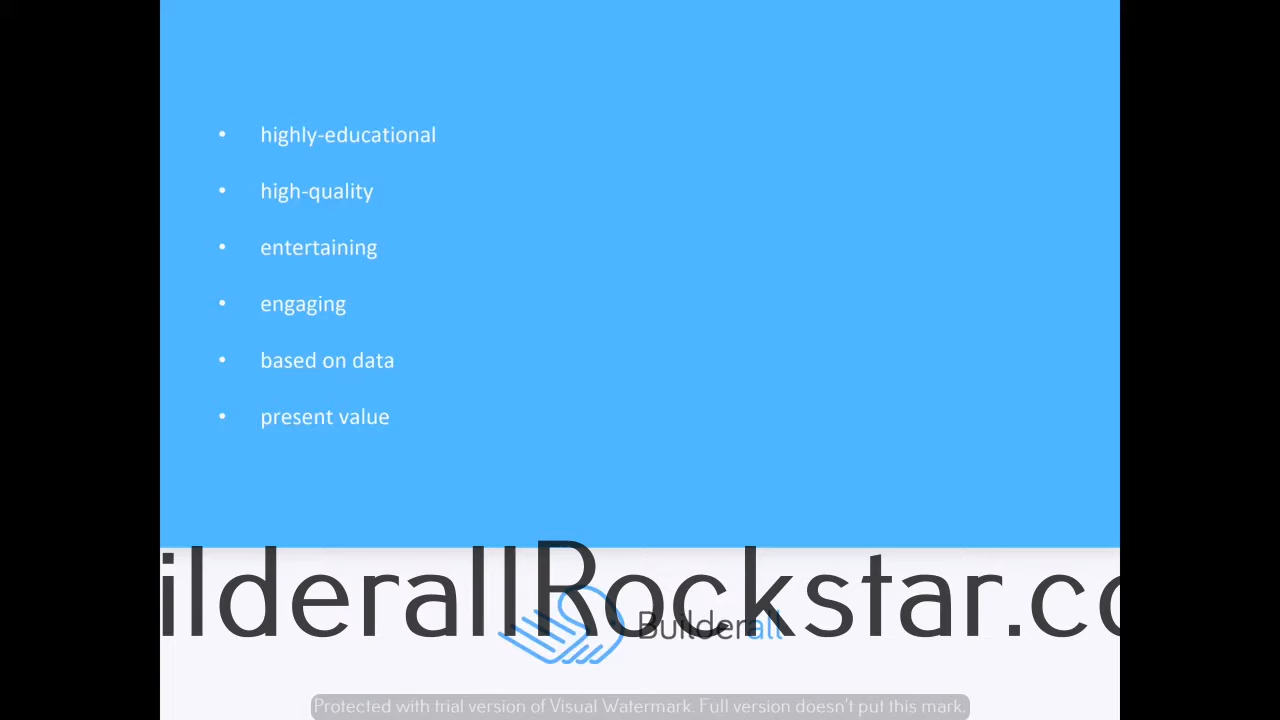 • highly-educational
• high-quality
• entertaining
• engaging
• based on data
• present value
ilderallRockstar.co
Builderall
Protected with trial version of Visual Watermark. Full version doesn't put this mark.